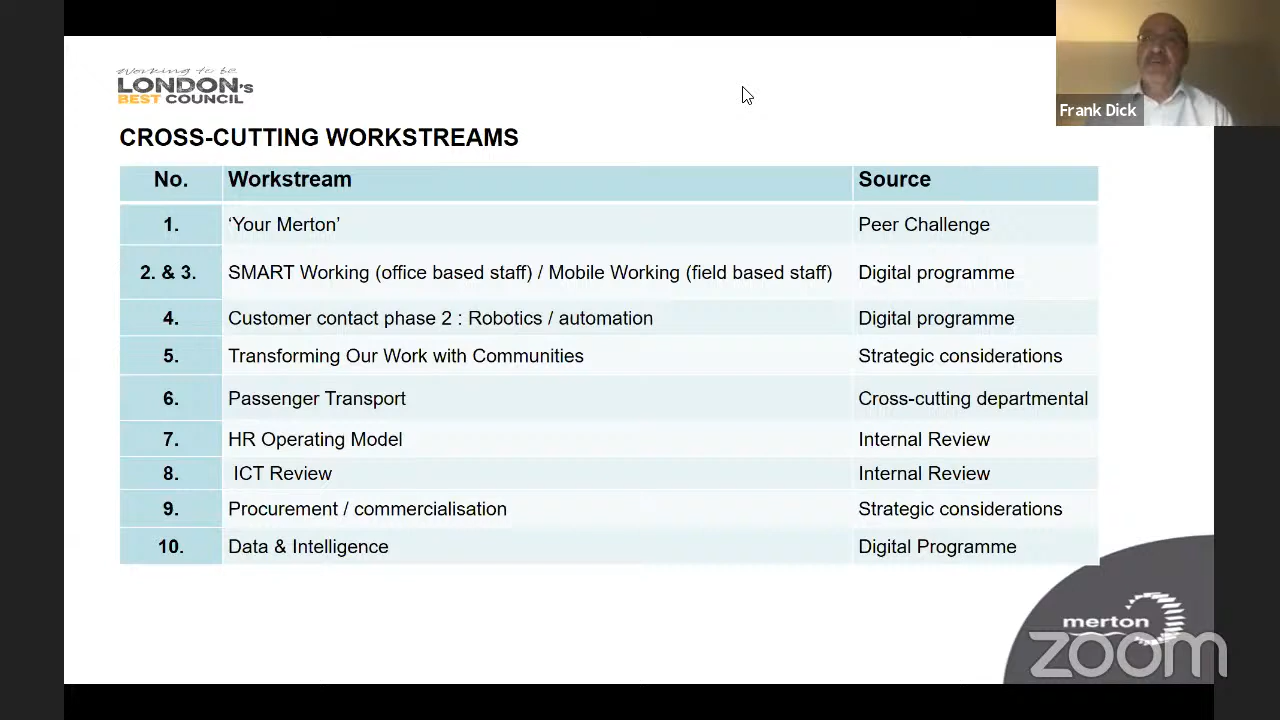 working to be
LONDON's
BEST COUNCIL
Frank Dick
CROSS-CUTTING WORKSTREAMS
No. Workstream Source
1. ‘Your Merton’ Peer Challenge
2. & 3. SMART Working (office based staff) / Mobile Working (field based staff) Digital programme
4. Customer contact phase 2 : Robotics / automation Digital programme
5. Transforming Our Work with Communities Strategic considerations
6. Passenger Transport Cross-cutting departmental
7. HR Operating Model Internal Review
8. ICT Review Internal Review
9. Procurement / commercialisation Strategic considerations
10. Data & Intelligence Digital Programme
merton
zoom